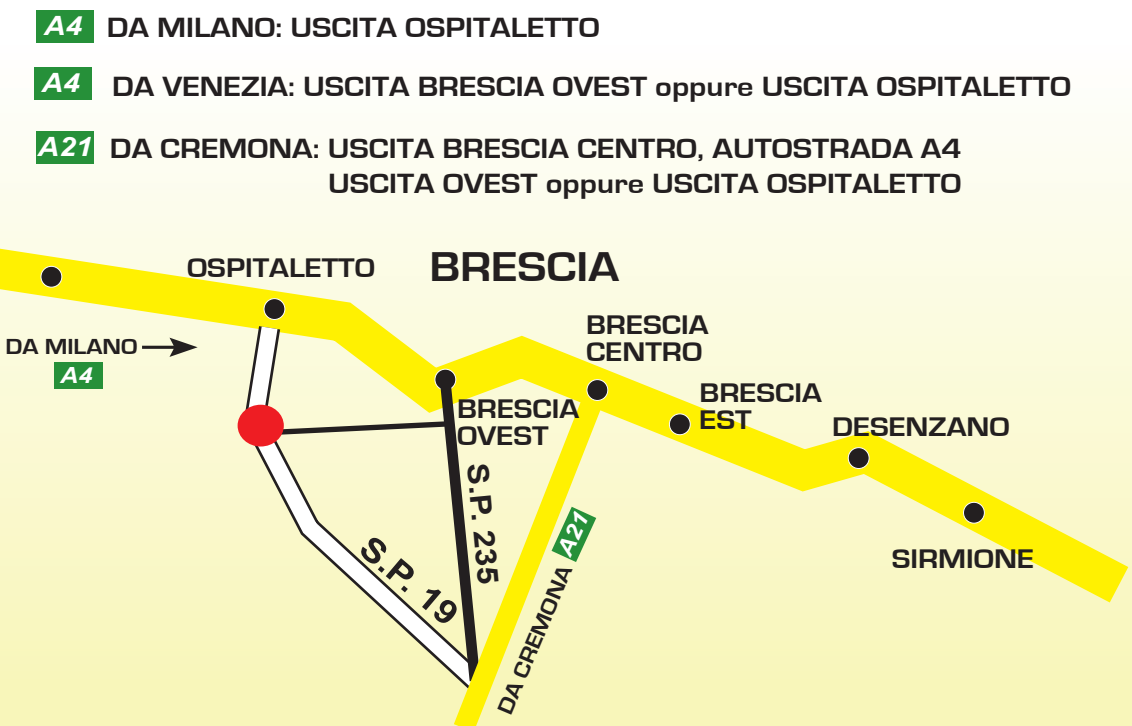 A4 DA MILANO: USCITA OSPITALETTO
A4 DA VENEZIA: USCITA BRESCIA OVEST oppure USCITA OSPITALETTO
A21 DA CREMONA: USCITA BRESCIA CENTRO, AUTOSTRADA A4
USCITA OVEST oppure USCITA OSPITALETTO
OSPITALETTO
BRESCIA
DA MILANO
A4
BRESCIA
CENTRO
BRESCIA
EST
BRESCIA
OVEST
DESENZANO
SIRMIONE
S.P. 235
S.P. 19
DA CREMONA A21